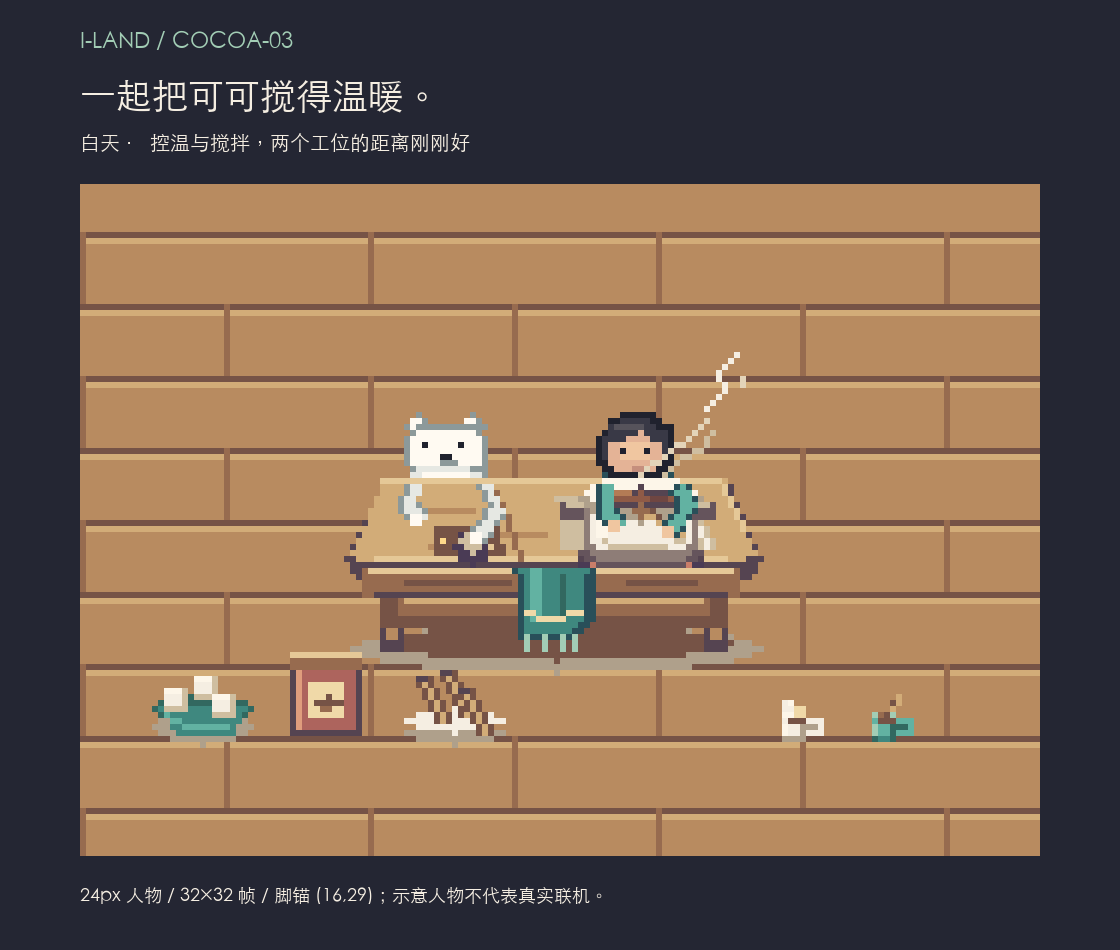 I-LAND / COCOA-03
一起把可可搅得温暖。
白天 · 控温与搅拌，两个工位的距离刚刚好
24px 人物 / 32×32 帧 / 脚锚 (16,29)；示意人物不代表真实联机。